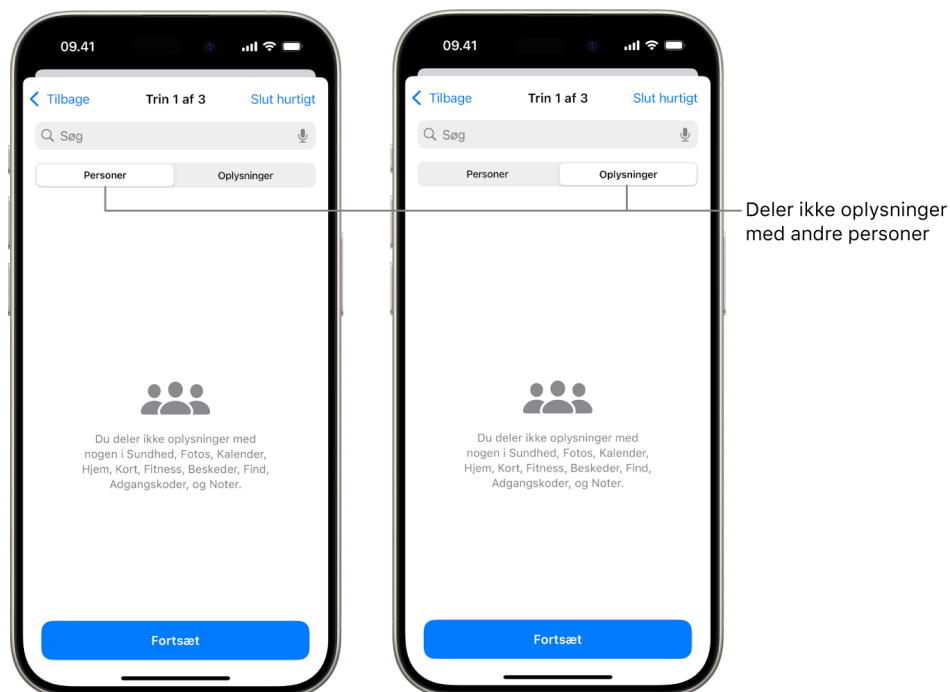 09.41
Tilbage
Trin 1 af 3
Slut hurtigt
Søg
Personer
Oplysninger
Du deler ikke oplysninger med
nogen i Sundhed, Fotos, Kalender,
Hjem, Kort, Fitness, Beskeder, Find,
Adgangskoder, og Noter.
Fortsæt
09.41
Tilbage
Trin 1 af 3
Slut hurtigt
Søg
Personer
Oplysninger
Du deler ikke oplysninger med
nogen i Sundhed, Fotos, Kalender,
Hjem, Kort, Fitness, Beskeder, Find,
Adgangskoder, og Noter.
Fortsæt
Deler ikke oplysninger
med andre personer